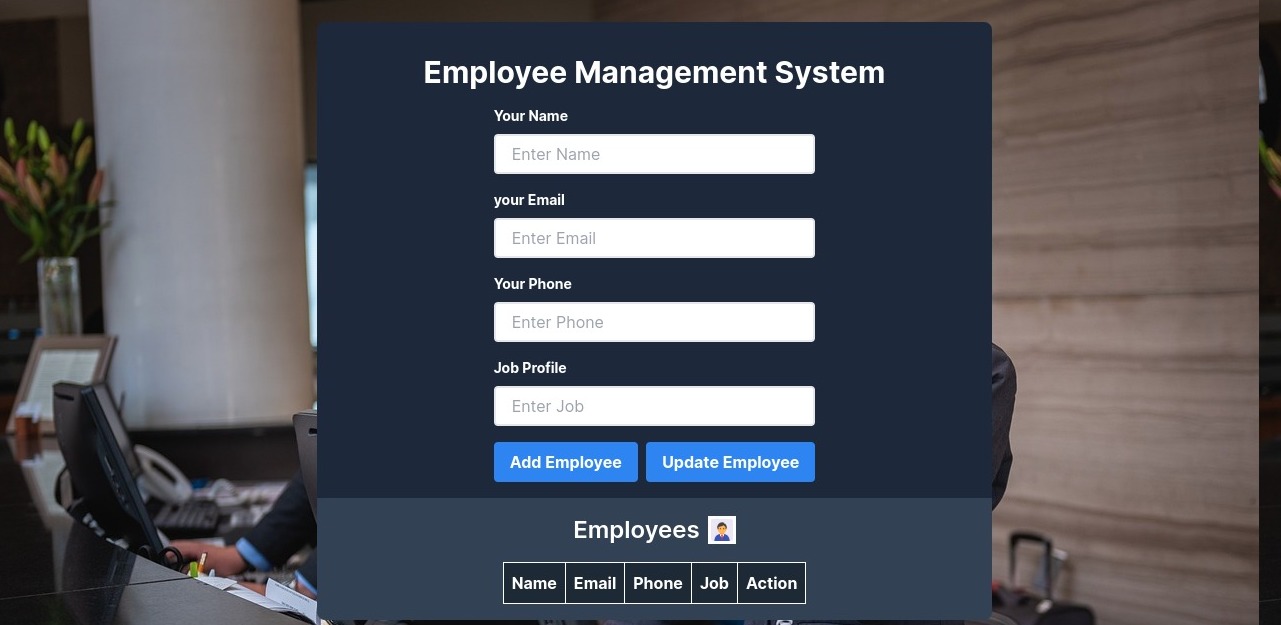 Employee Management System
Your Name
Enter Name
your Email
Enter Email
Your Phone
Enter Phone
Job Profile
Enter Job
Add Employee Update Employee
Employees
Name Email Phone Job Action